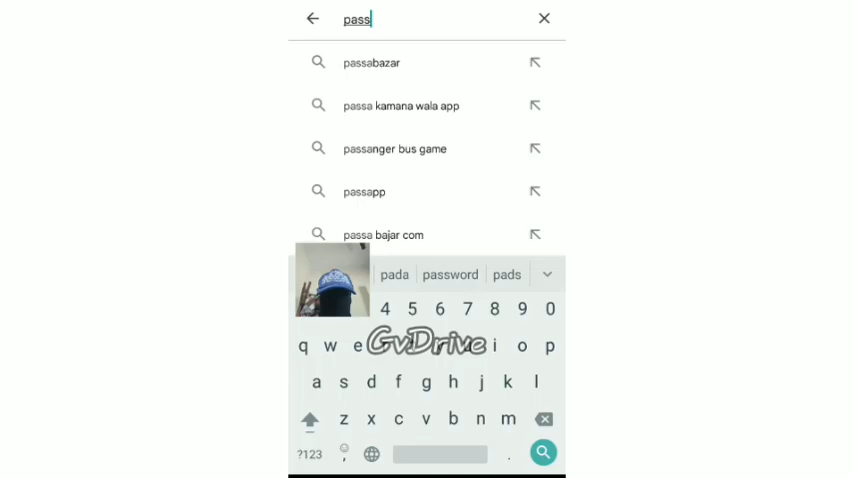 pass
passabazar
passa kamana wala app
passanger bus game
passapp
passa bajar com
pada password pads
4 5 6 7 8 9 0
GvDrive
q w e i o p
a s d f g h j k l
z x c v b n m
?123 , .